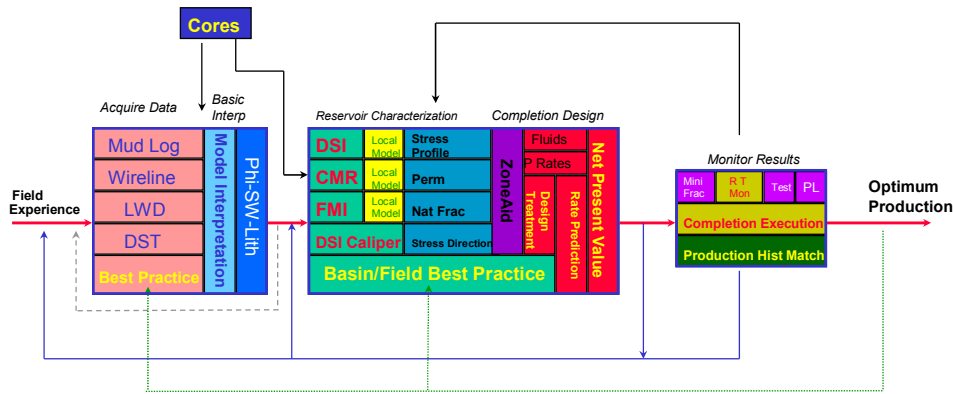 Cores
Acquire Data
Basic
Interp
Reservoir Characterization
Completion Design
Monitor Results
Field
Experience
Mud Log
Wireline
LWD
DST
Best Practice
Model Interpretation
Phi-SW-Lith
DSI
Local
Model
Stress
Profile
CMR
Local
Model
Perm
FMI
Local
Model
Nat Frac
DSI Caliper
Stress Direction
Basin/Field Best Practice
ZoneAid
Fluids
P Rates
Design
Treatment
Rate Prediction
Net Present Value
Mini
Frac
R T
Mon
Test
PL
Completion Execution
Production Hist Match
Optimum
Production